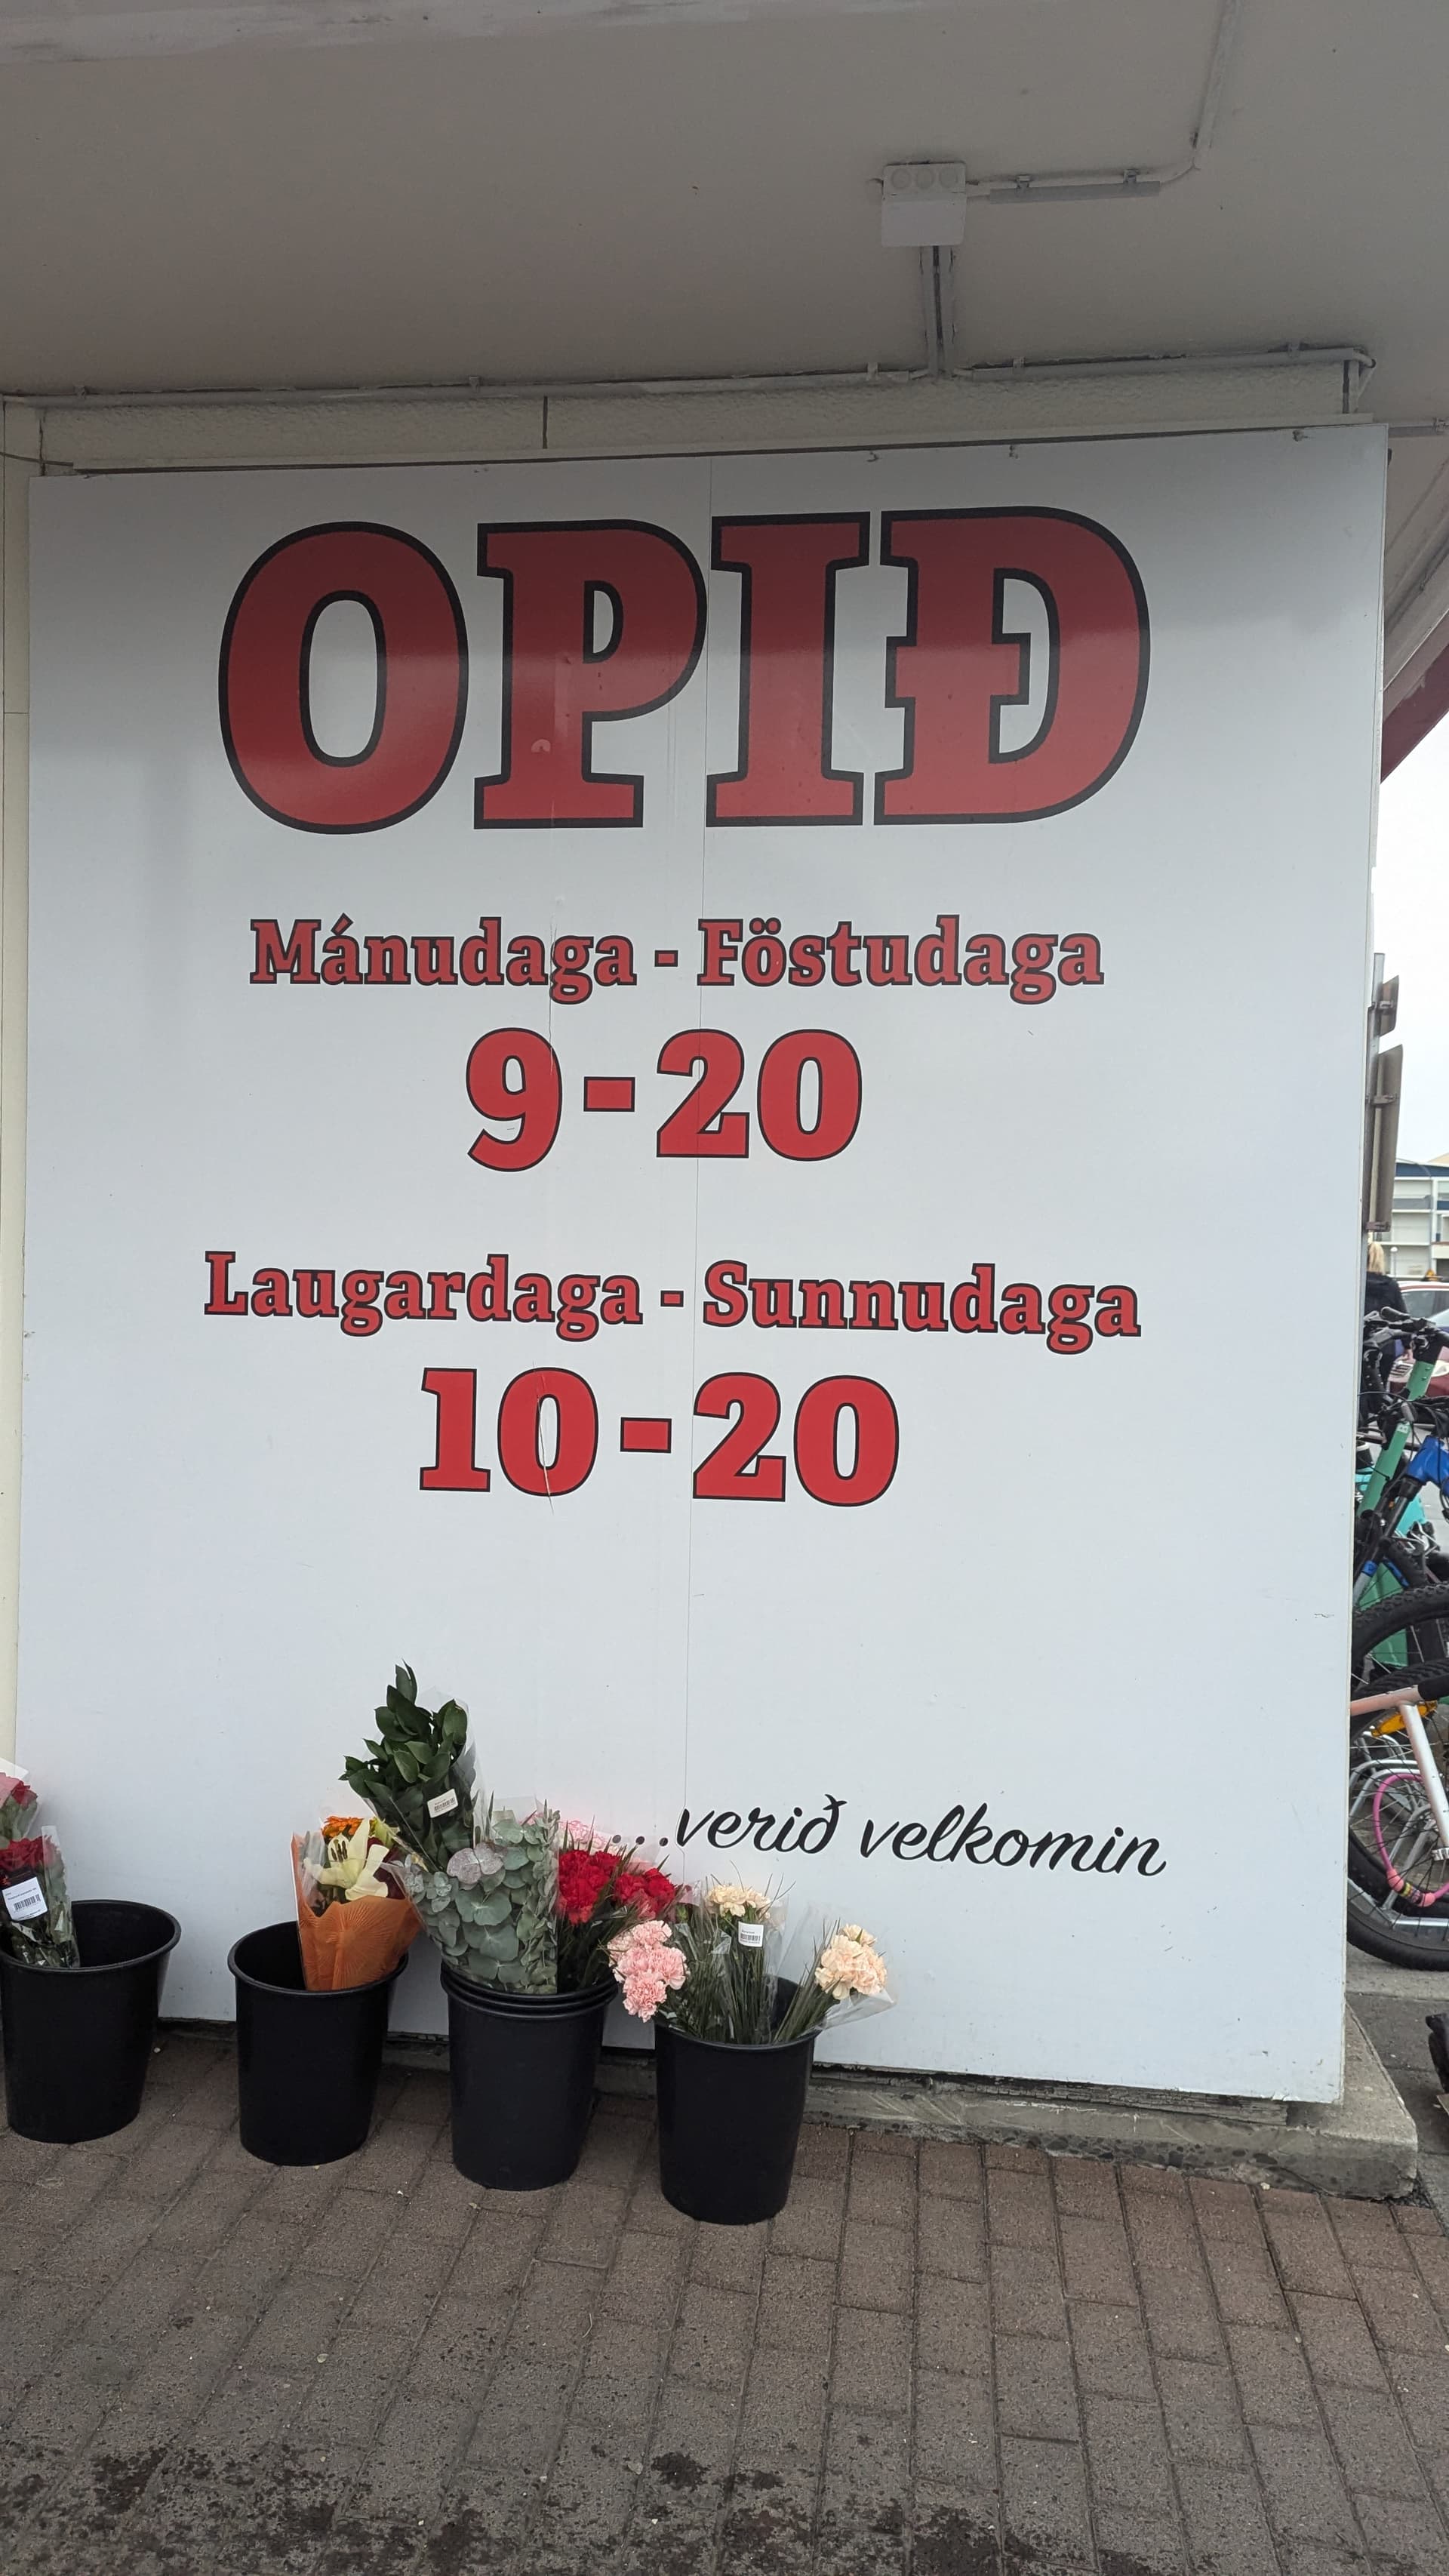 OPIÐ
Mánudaga - Föstudaga
9-20
Laugardaga - Sunnudaga
10-20
...verið velkomin